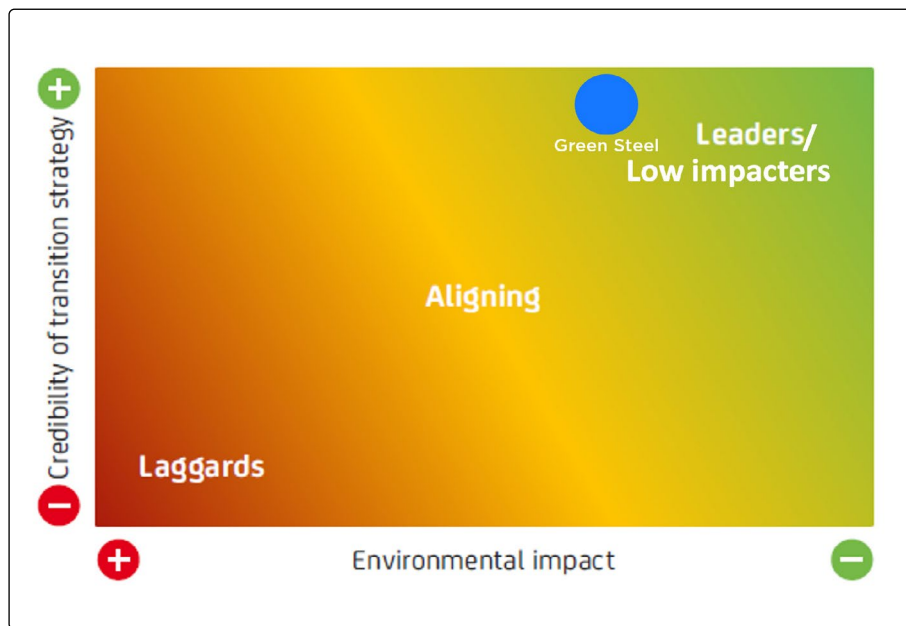 Credibility of transition strategy
Green Steel
Leaders/
Low impacters
Aligning
Laggards
Environmental impact